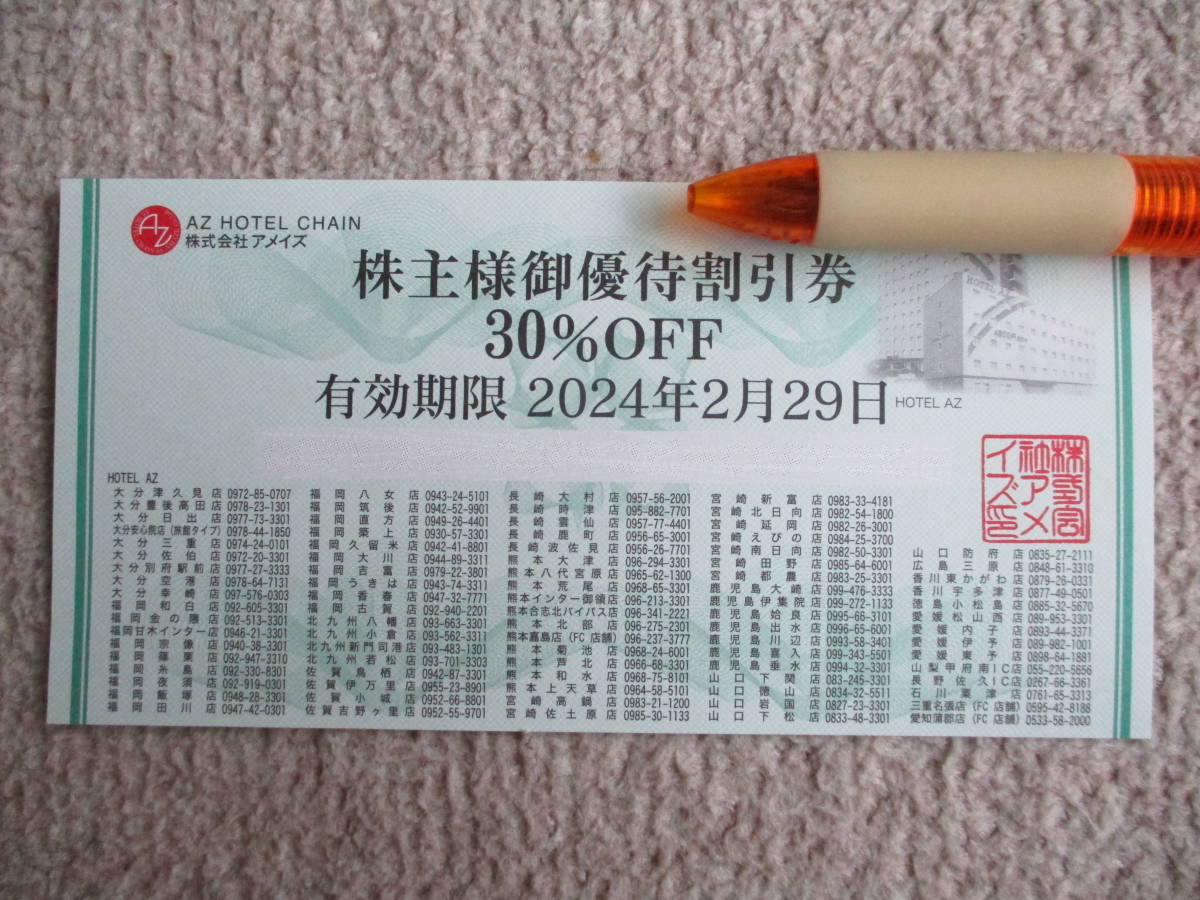 AZ HOTEL CHAIN
株式会社 アメイズ
株主様御優待割引券
30%OFF
有効期限 2024年2月29日
HOTEL AZ
株式会社アメイズ印
HOTEL AZ
大分津久見店 0972-85-0707
大分豊後高田店 0978-23-1301
大分日出店 0977-73-3301
大分安心院店(旅館タイプ) 0978-44-1850
大分三重店 0974-24-0101
大分佐伯店 0972-20-3301
大分別府駅前店 0977-27-3333
大分空港店 0978-64-7131
大分幸崎店 097-576-0303
福岡和白店 092-605-3301
福岡金の隈店 092-513-3301
福岡甘木インター店 0946-21-3301
福岡宗像店 0940-38-3301
福岡篠栗店 092-947-3310
福岡糸島店 092-330-8301
福岡夜須店 092-919-0301
福岡飯塚店 0948-28-3301
福岡田川店 0947-42-0301
福岡八女店 0943-24-5101
福岡筑後店 0942-52-9901
福岡直方店 0949-26-4401
福岡築上店 0930-57-3301
福岡久留米店 0942-41-8801
福岡大川店 0944-89-3311
福岡吉富店 0979-22-3801
福岡うきは店 0943-74-3311
福岡香春店 0947-32-7771
福岡古賀店 092-940-2201
北九州八幡店 093-663-3301
北九州小倉店 093-562-3311
北九州新門司港店 093-483-1301
北九州若松店 093-701-3303
佐賀鳥栖店 0942-87-3301
佐賀伊万里店 0955-23-8901
佐賀小城店 0952-66-8801
佐賀吉野ヶ里店 0952-55-9701
長崎大村店 0957-56-2001
長崎時津店 095-882-7701
長崎雲仙店 0957-77-4401
長崎鹿町店 0956-65-3001
長崎波佐見店 0956-26-7701
熊本大津店 096-294-3301
熊本八代宮原店 0965-62-1300
熊本荒尾店 0968-65-3301
熊本インター御領店 096-213-3301
熊本合志北バイパス店 096-341-2221
熊本北部店 096-275-2301
熊本嘉島店(FC 店舗) 096-237-3777
熊本菊池店 0968-24-6001
熊本芦北店 0966-68-3301
熊本和水店 0968-75-8101
熊本上天草店 0964-58-5101
宮崎高鍋店 0983-21-1200
宮崎佐土原店 0985-30-1133
宮崎新富店 0983-33-4181
宮崎北日向店 0982-54-1800
宮崎延岡店 0982-26-3001
宮崎えびの店 0984-25-3700
宮崎南日向店 0982-50-3301
宮崎田野店 0985-64-6001
宮崎都農店 0983-25-3301
鹿児島大崎店 099-476-3333
鹿児島伊集院店 099-272-1133
鹿児島姶良店 0995-66-3101
鹿児島出水店 0996-65-6001
鹿児島川辺店 0993-58-3401
鹿児島喜入店 099-343-5501
鹿児島垂水店 0994-32-3301
山口下関店 083-245-3301
山口徳山店 0834-32-5511
山口岩国店 0827-23-3301
山口下松店 0833-48-3301
山口防府店 0835-27-2111
広島三原店 0848-61-3310
香川東かがわ店 0879-26-0331
香川宇多津店 0877-49-0501
徳島小松島店 0885-32-5670
愛媛松山西店 089-953-3301
愛媛内子店 0893-44-3371
愛媛伊予店 089-982-1001
愛媛東予店 0898-64-1881
山梨甲府南IC店 055-220-5856
長野佐久IC店 0267-66-3361
石川粟津店 0761-65-3313
三重名張店(FC 店舗) 0595-42-8188
愛知蒲郡店(FC 店舗) 0533-58-2000